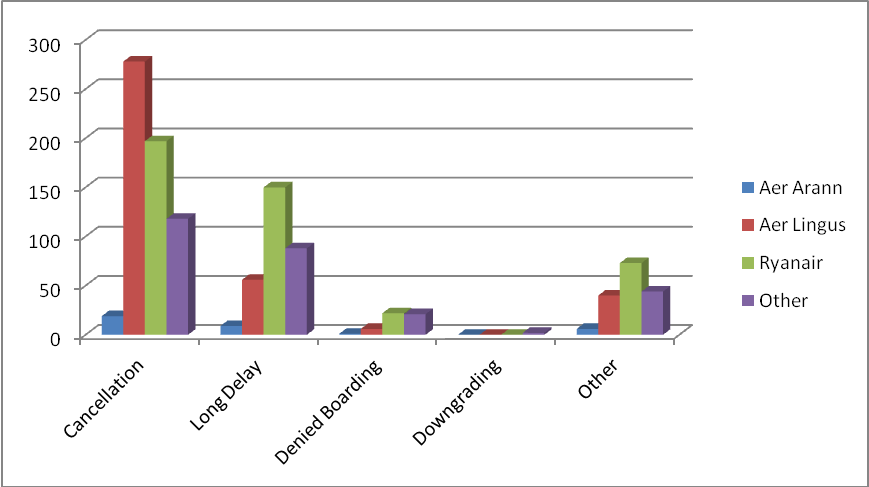 300
250
200
150
100
50
0
Cancellation
Long Delay
Denied Boarding
Downgrading
Other
Aer Arann
Aer Lingus
Ryanair
Other